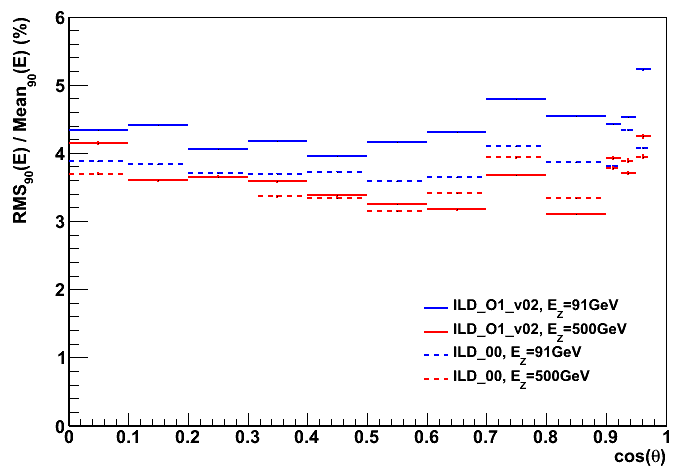 RMS90(E) / Mean90(E) (%)
6
5
4
3
2
1
0
ILD_O1_v02, EZ=91GeV
ILD_O1_v02, EZ=500GeV
ILD_00, EZ=91GeV
ILD_00, EZ=500GeV
0 0.1 0.2 0.3 0.4 0.5 0.6 0.7 0.8 0.9 1
cos(θ)